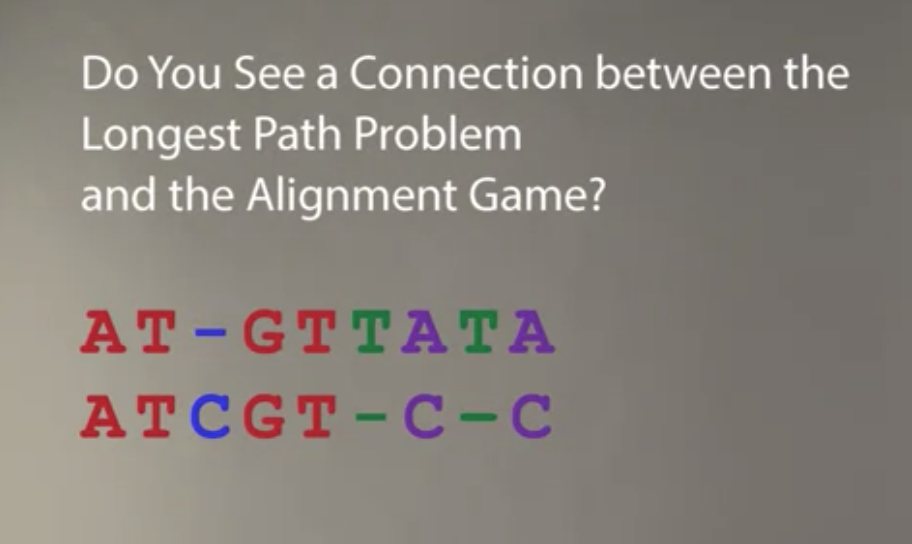 Do You See a Connection between the
Longest Path Problem
and the Alignment Game?
AT-GTTATA
ATCGT-C-C